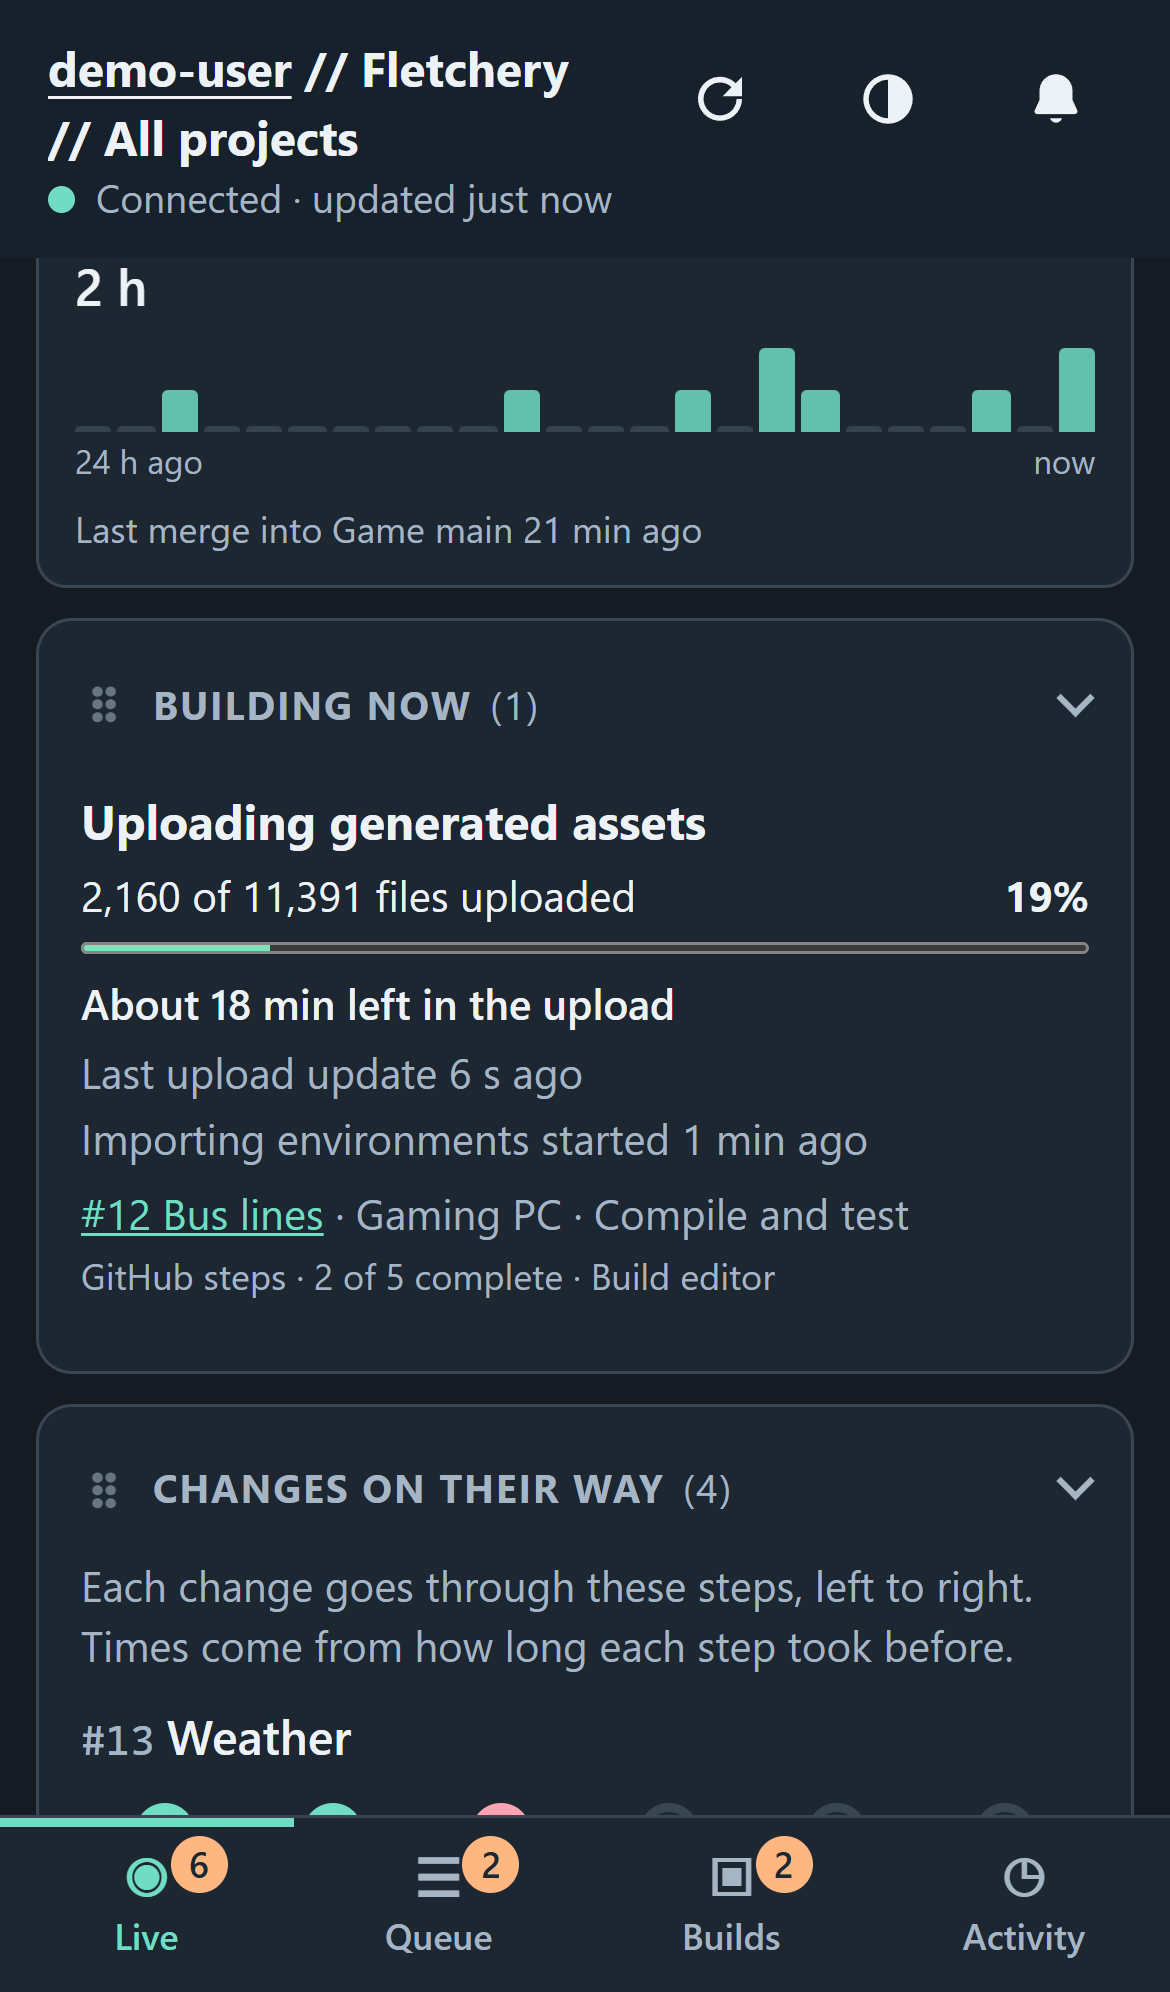 demo-user // Fletchery
// All projects
Connected · updated just now
2 h
24 h ago now
Last merge into Game main 21 min ago
BUILDING NOW (1)
Uploading generated assets
2,160 of 11,391 files uploaded 19%
About 18 min left in the upload
Last upload update 6 s ago
Importing environments started 1 min ago
#12 Bus lines · Gaming PC · Compile and test
GitHub steps · 2 of 5 complete · Build editor
CHANGES ON THEIR WAY (4)
Each change goes through these steps, left to right.
Times come from how long each step took before.
#13 Weather
6 2 2
Live Queue Builds Activity